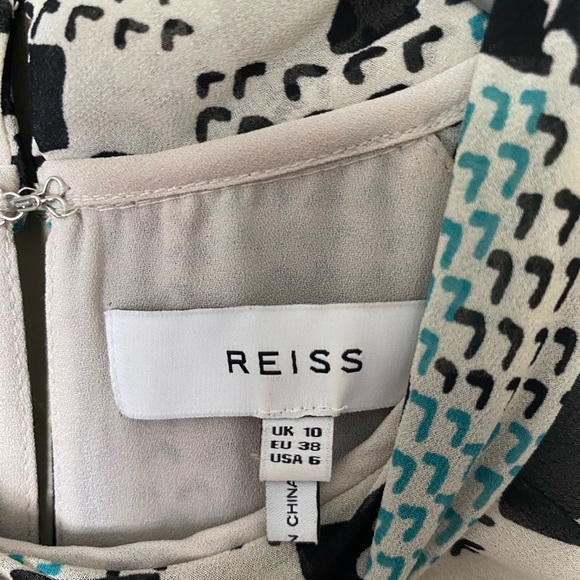 REISS
UK 10
EU 38
USA 6
N CHINA